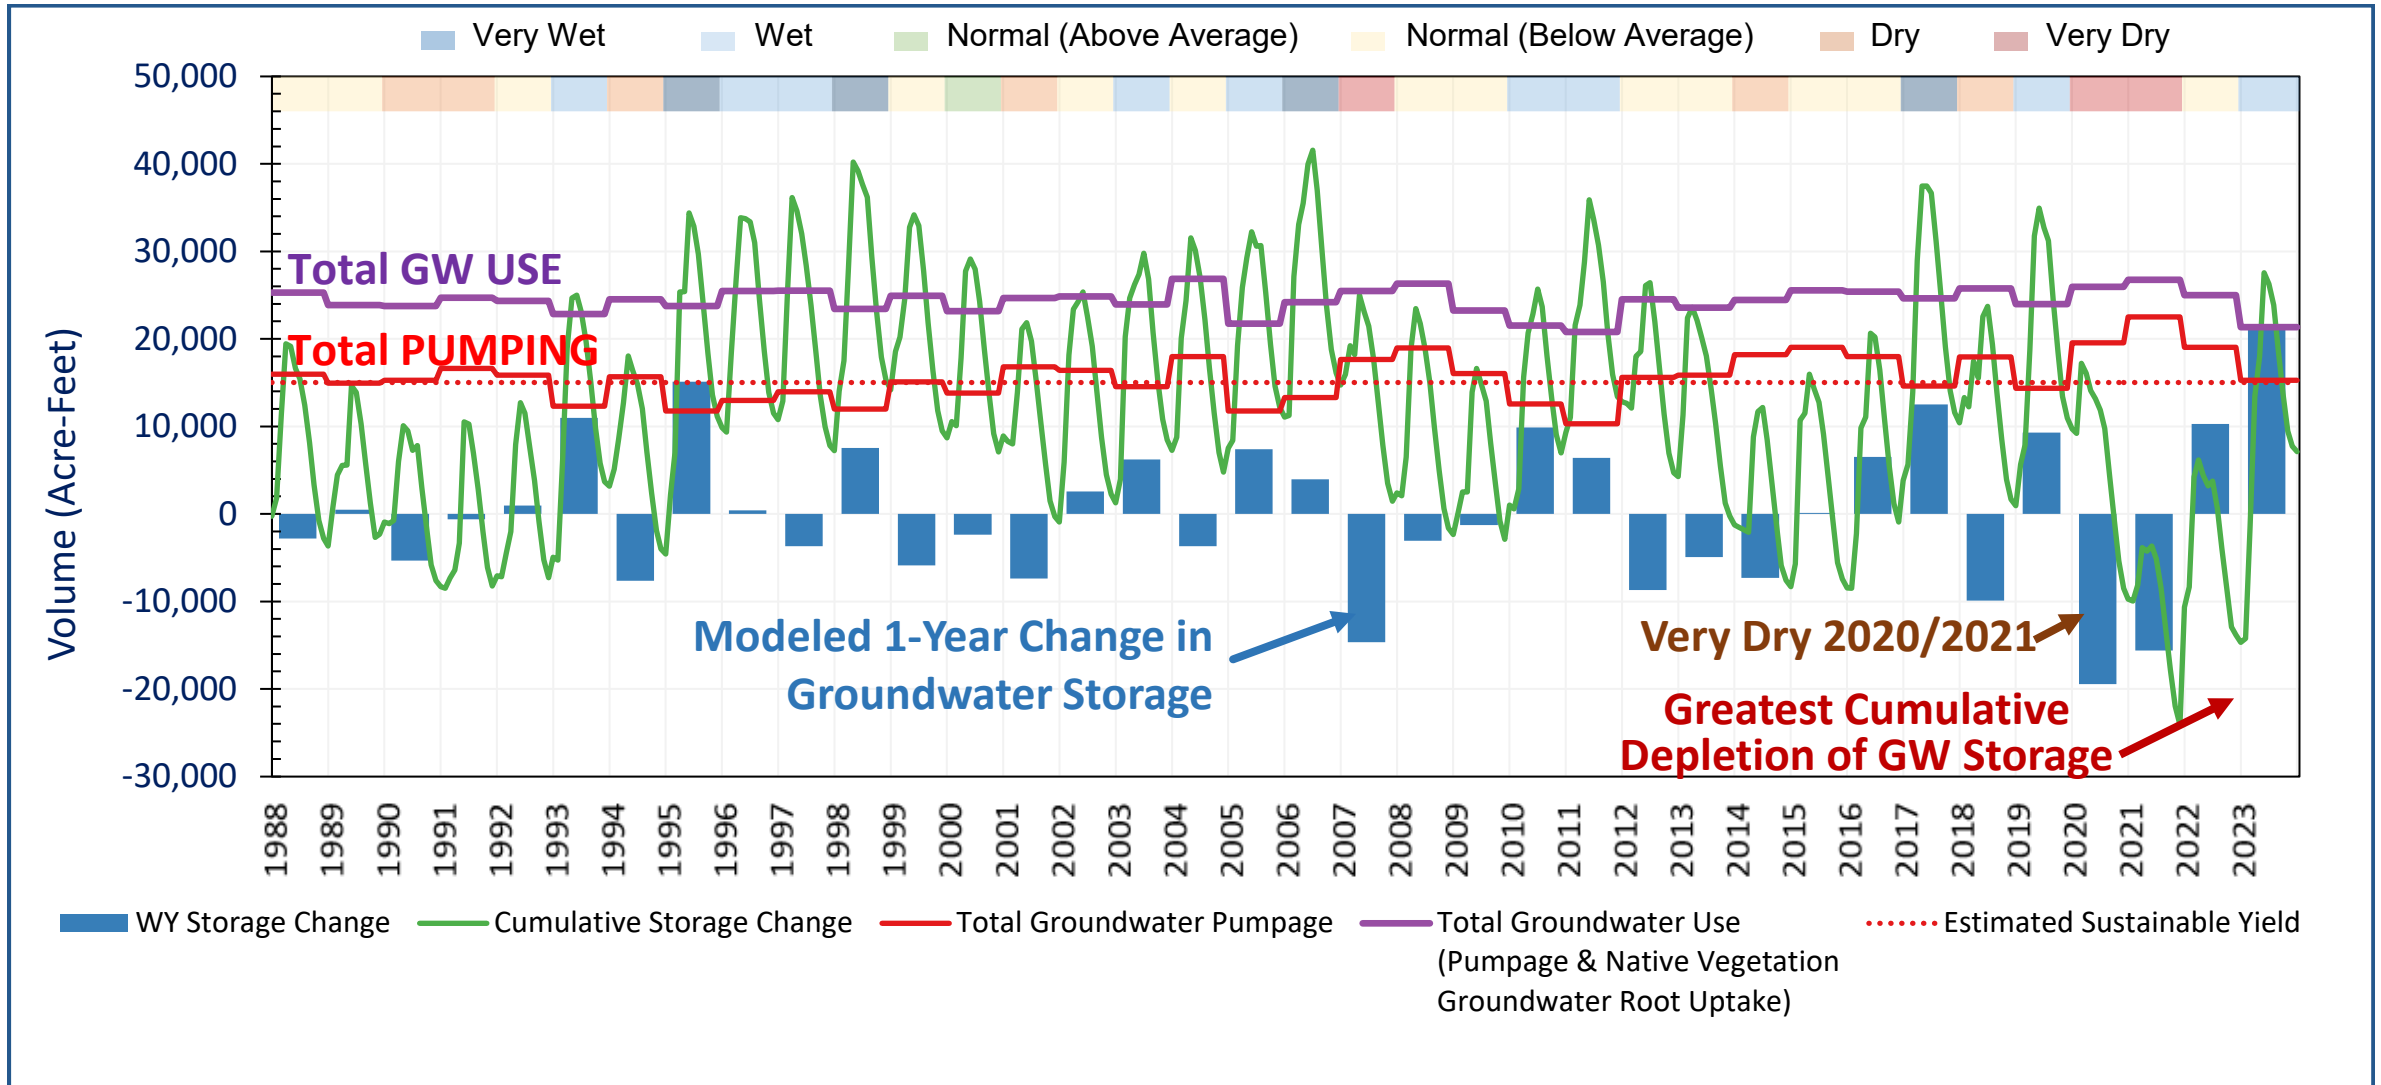 Very Wet Wet Normal (Above Average) Normal (Below Average) Dry Very Dry
50,000
40,000
30,000
20,000
10,000
0
-10,000
-20,000
-30,000
Volume (Acre-Feet)
Total GW USE
Total PUMPING
Modeled 1-Year Change in
Groundwater Storage
Very Dry 2020/2021
Greatest Cumulative
Depletion of GW Storage
1988 1989 1990 1991 1992 1993 1994 1995 1996 1997 1998 1999 2000 2001 2002 2003 2004 2005 2006 2007 2008 2009 2010 2011 2012 2013 2014 2015 2016 2017 2018 2019 2020 2021 2022 2023
WY Storage Change Cumulative Storage Change Total Groundwater Pumpage Total Groundwater Use Estimated Sustainable Yield
(Pumpage & Native Vegetation
Groundwater Root Uptake)